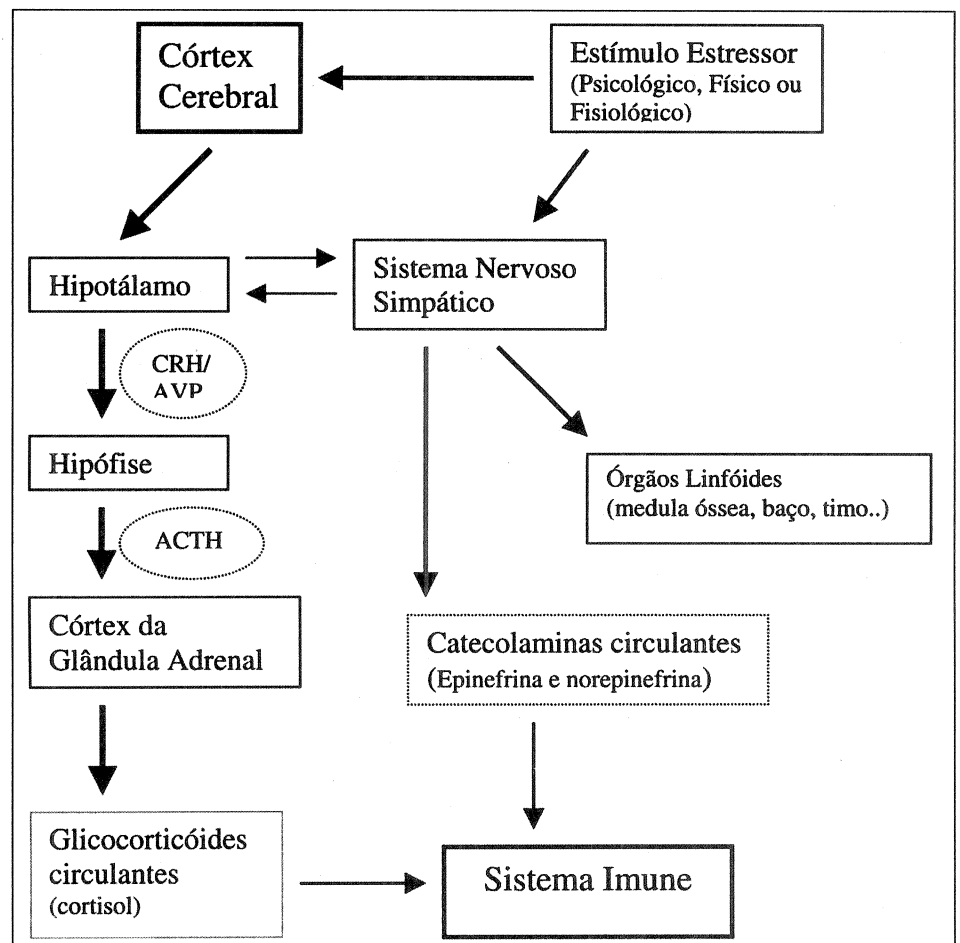 Córtex
Cerebral
Estímulo Estressor
(Psicológico, Físico ou
Fisiológico)
Hipotálamo
Sistema Nervoso
Simpático
CRH/
AVP
Hipófise
Órgãos Linfóides
(medula óssea, baço, timo..)
ACTH
Córtex da
Glândula Adrenal
Catecolaminas circulantes
(Epinefrina e norepinefrina)
Glicocorticóides
circulantes
(cortisol)
Sistema Imune